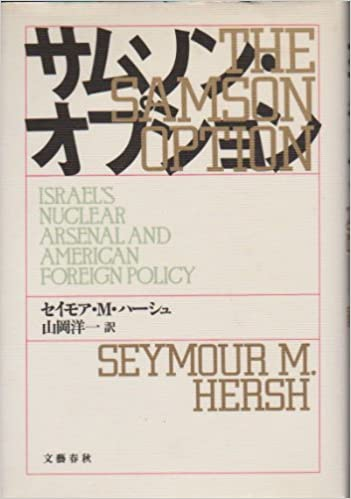 サムソン・
オプション
THE
SAMSON
OPTION
ISRAEL'S
NUCLEAR
ARSENAL AND
AMERICAN
FOREIGN POLICY
セイモア・M・ハーシュ
山岡洋一 訳
SEYMOUR M.
HERSH
文藝春秋